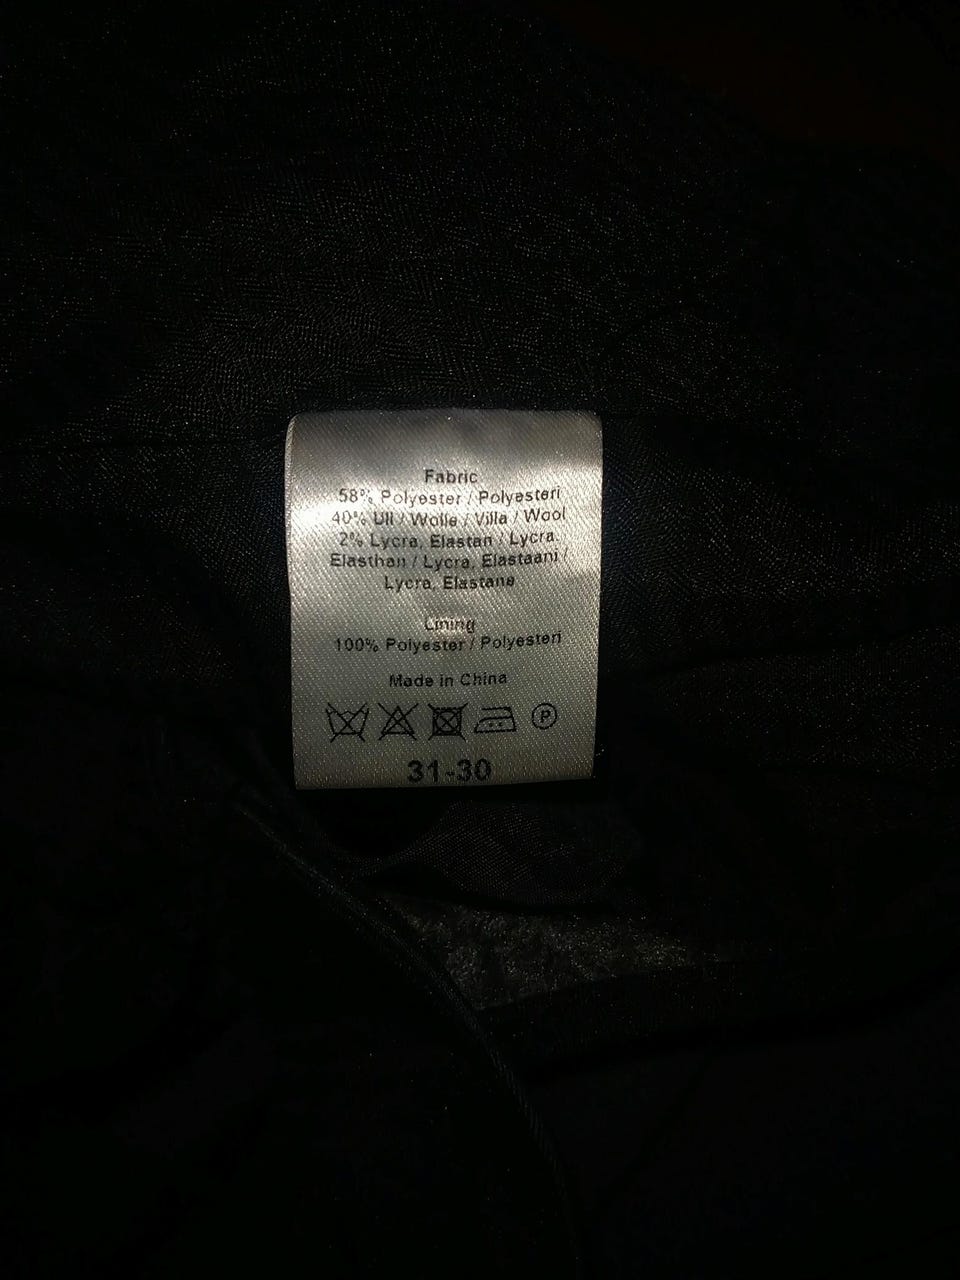 Fabric
58% Polyester / Polyesteri
40% Ull / Wolle / Villa / Wool
2% Lycra, Elastan / Lycra,
Elasthan / Lycra, Elastaani /
Lycra, Elastane
Lining
100% Polyester / Polyesteri
Made in China
P
31-30